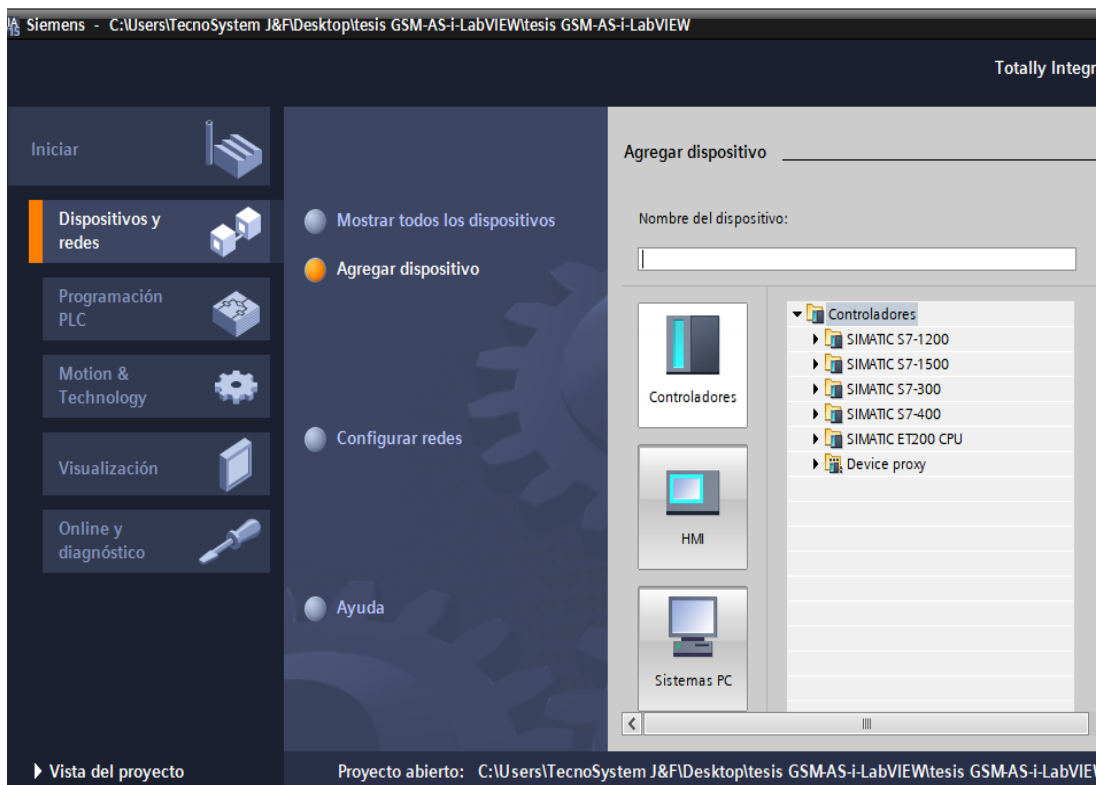 Siemens - C:\Users\TecnoSystem J&F\Desktop\tesis GSM-AS-i-LabVIEW\tesis GSM-AS-i-LabVIEW
Totally Integr
Iniciar
Dispositivos y
redes
Programación
PLC
Motion &
Technology
Visualización
Online y
diagnóstico
Mostrar todos los dispositivos
Agregar dispositivo
Configurar redes
Ayuda
Agregar dispositivo
Nombre del dispositivo:
Controladores
HMI
Sistemas PC
Controladores
SIMATIC S7-1200
SIMATIC S7-1500
SIMATIC S7-300
SIMATIC S7-400
SIMATIC ET200 CPU
Device proxy
Vista del proyecto
Proyecto abierto: C:\Users\TecnoSystem J&F\Desktop\tesis GSM-AS-i-LabVIEW\tesis GSM-AS-i-LabVIEW